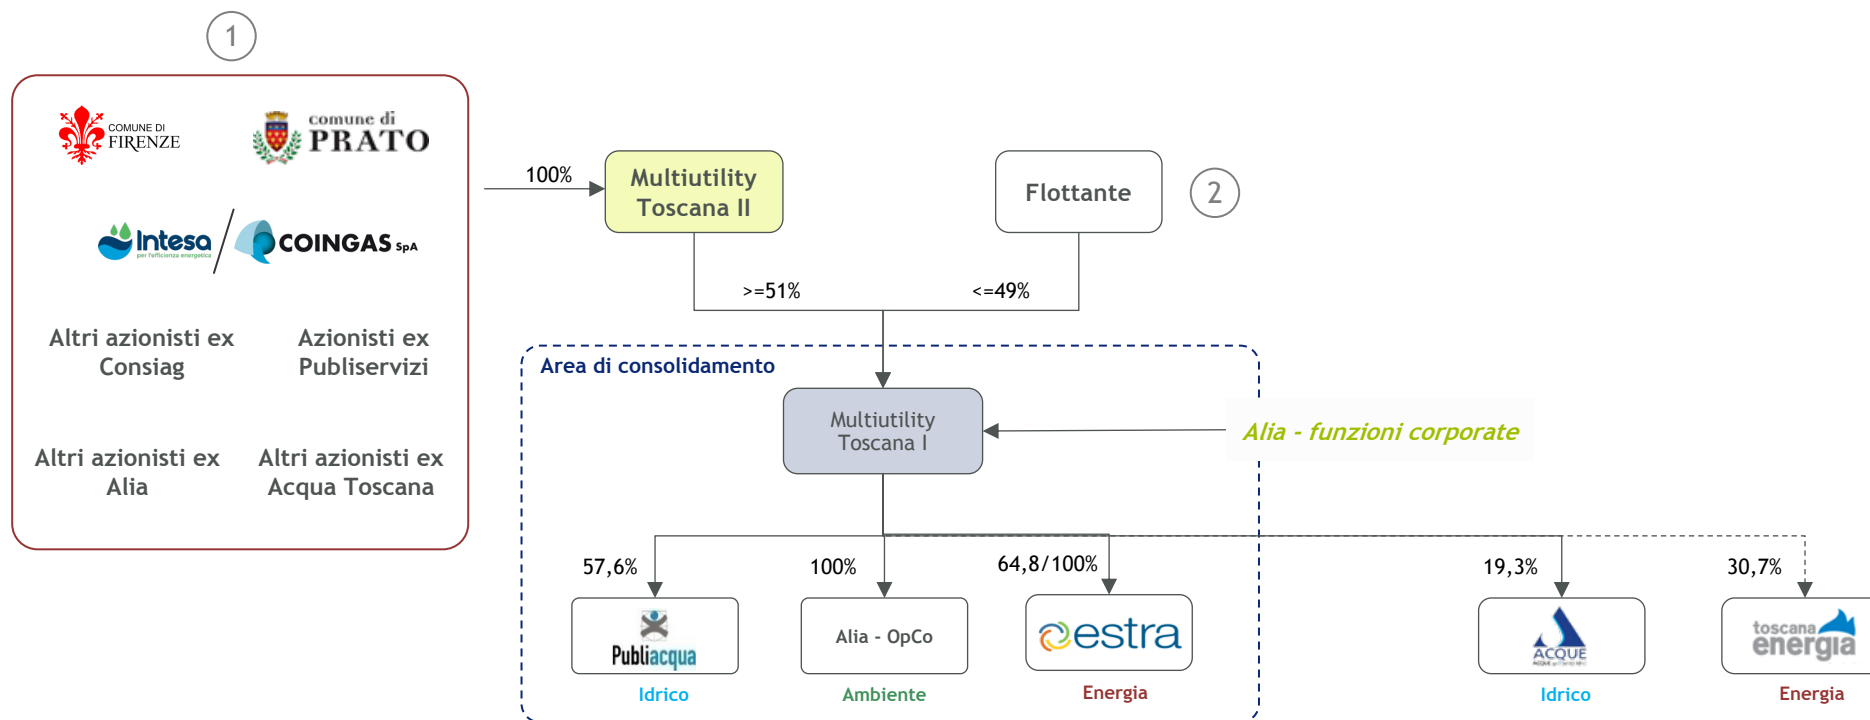 1
COMUNE DI
FIRENZE
comune di
PRATO
Intesa
per l'efficienza energetica
COINGAS SpA
Altri azionisti ex
Consiag
Azionisti ex
Publiservizi
Altri azionisti ex
Alia
Altri azionisti ex
Acqua Toscana
100%
Multiutility
Toscana II
Flottante
2
>=51%
<=49%
Area di consolidamento
Multiutility
Toscana I
Alia - funzioni corporate
57,6%
100%
64,8/100%
19,3%
30,7%
Publiacqua
Alia - OpCo
estra
ACQUE
toscana
energia
Idrico
Ambiente
Energia
Idrico
Energia